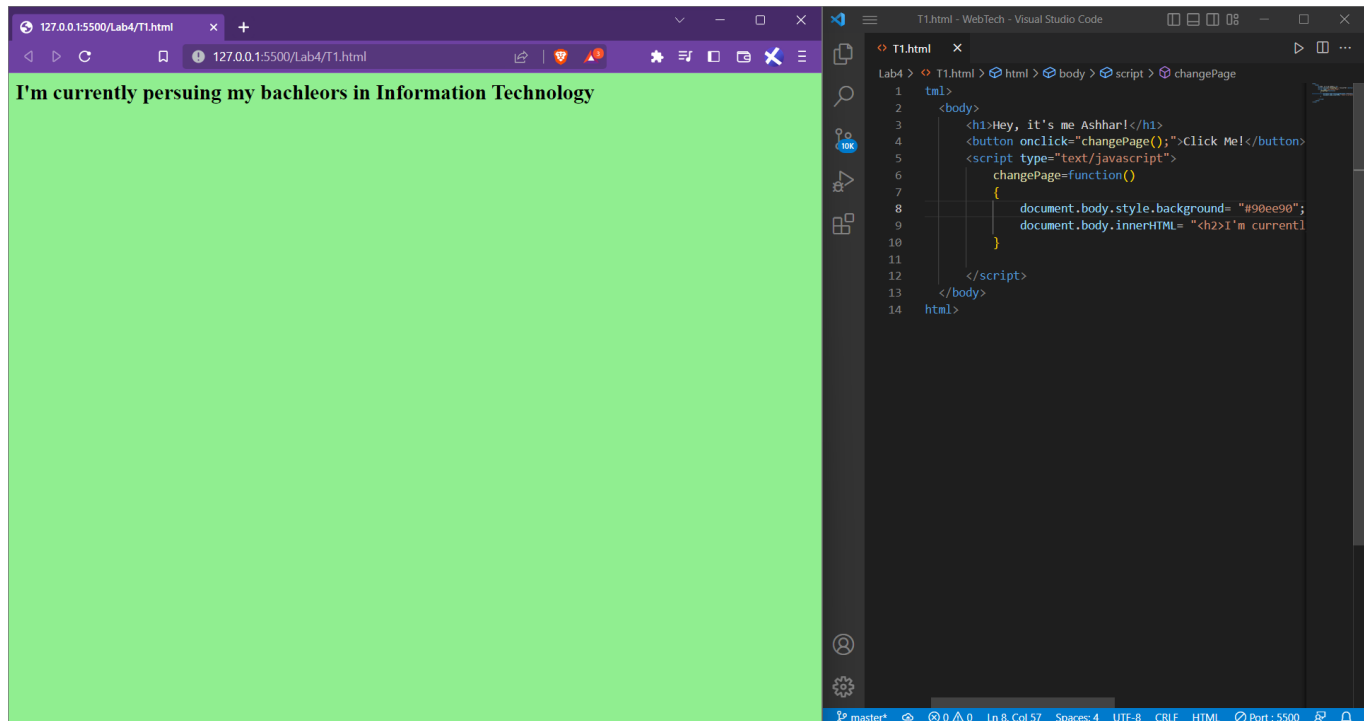 127.0.0.1:5500/Lab4/T1.html
127.0.0.1:5500/Lab4/T1.html
3
I'm currently persuing my bachleors in Information Technology
T1.html - WebTech - Visual Studio Code
T1.html
Lab4 > T1.html > html > body > script > changePage
10K
1 tml>
2 <body>
3 <h1>Hey, it's me Ashhar!</h1>
4 <button onclick="changePage();">Click Me!</button>
5 <script type="text/javascript">
6 changePage=function()
7 {
8 document.body.style.background= "#90ee90";
9 document.body.innerHTML= "<h2>I'm currentl
10 }
11
12 </script>
13 </body>
14 html>
master* 0 0 Ln 8, Col 57 Spaces: 4 UTF-8 CRLF HTML Port : 5500